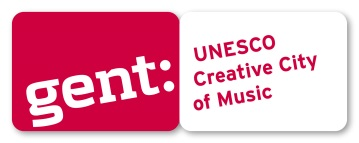 gent:
UNESCO
Creative City
of Music